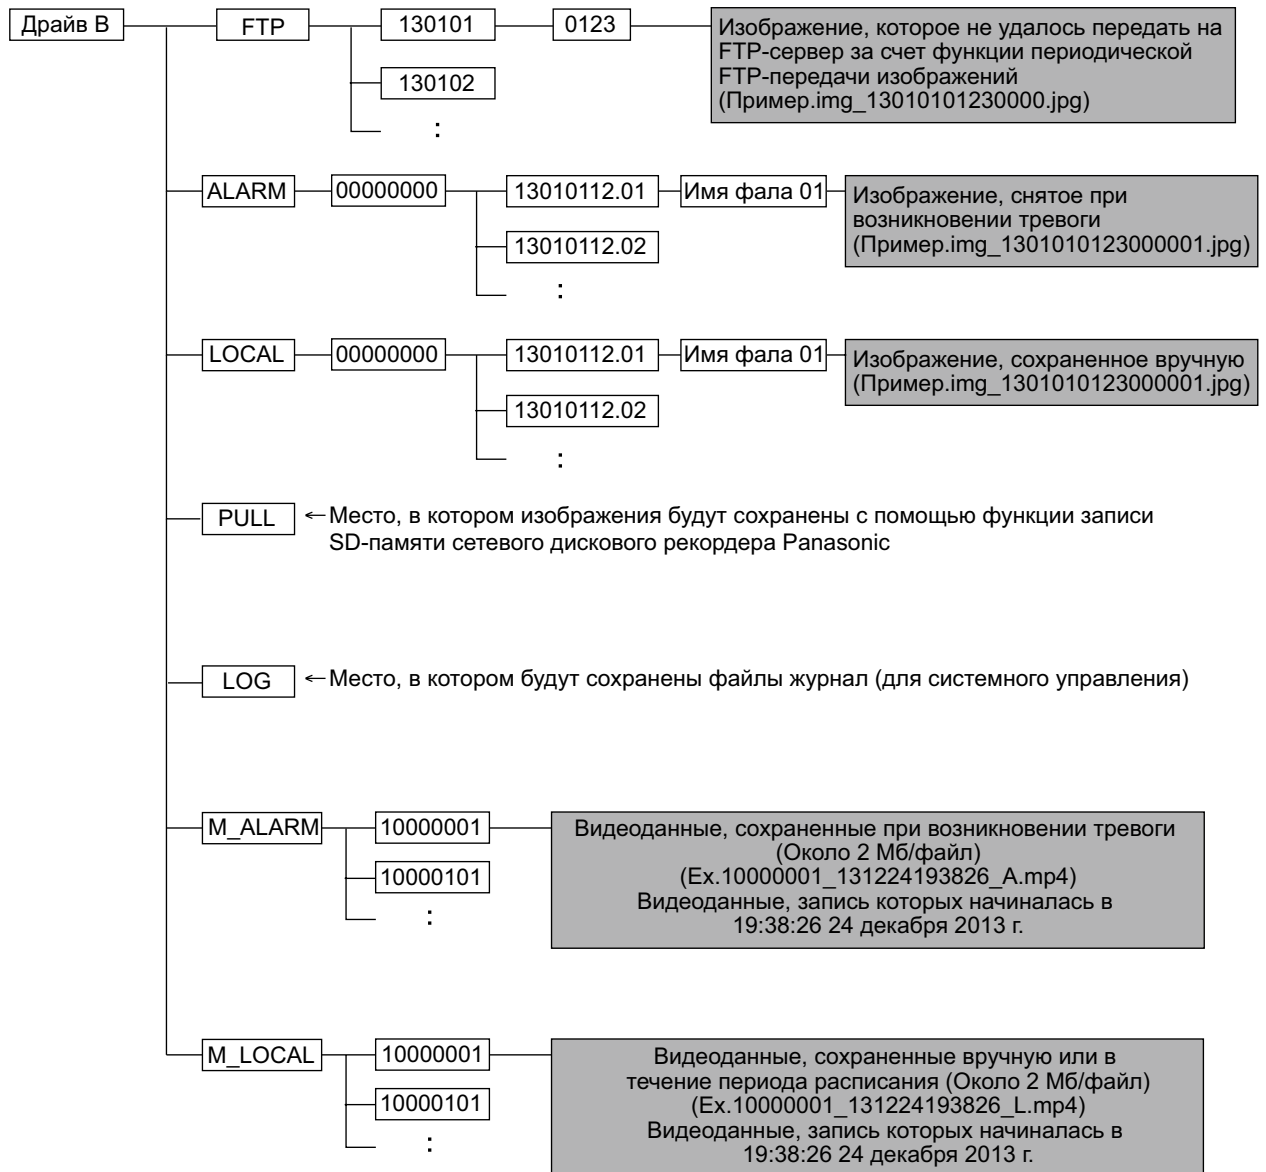 Драйв B
FTP
130101
0123
Изображение, которое не удалось передать на
FTP-сервер за счет функции периодической
FTP-передачи изображений
(Пример.img_13010101230000.jpg)
130102
:
ALARM
00000000
13010112.01
Имя фала 01
Изображение, снятое при
возникновении тревоги
(Пример.img_1301010123000001.jpg)
13010112.02
:
LOCAL
00000000
13010112.01
Имя фала 01
Изображение, сохраненное вручную
(Пример.img_1301010123000001.jpg)
13010112.02
:
PULL
←Место, в котором изображения будут сохранены с помощью функции записи
SD-памяти сетевого дискового рекордера Panasonic
LOG
←Место, в котором будут сохранены файлы журнал (для системного управления)
M_ALARM
10000001
Видеоданные, сохраненные при возникновении тревоги
(Около 2 Мб/файл)
(Ex.10000001_131224193826_A.mp4)
Видеоданные, запись которых начиналась в
19:38:26 24 декабря 2013 г.
10000101
:
M_LOCAL
10000001
Видеоданные, сохраненные вручную или в
течение периода расписания (Около 2 Мб/файл)
(Ex.10000001_131224193826_L.mp4)
Видеоданные, запись которых начиналась в
19:38:26 24 декабря 2013 г.
10000101
: